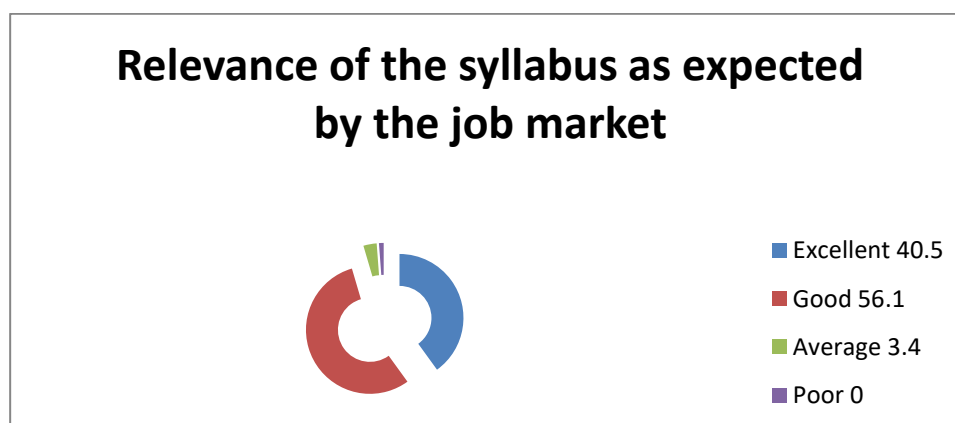 Relevance of the syllabus as expected
by the job market
Excellent 40.5
Good 56.1
Average 3.4
Poor 0